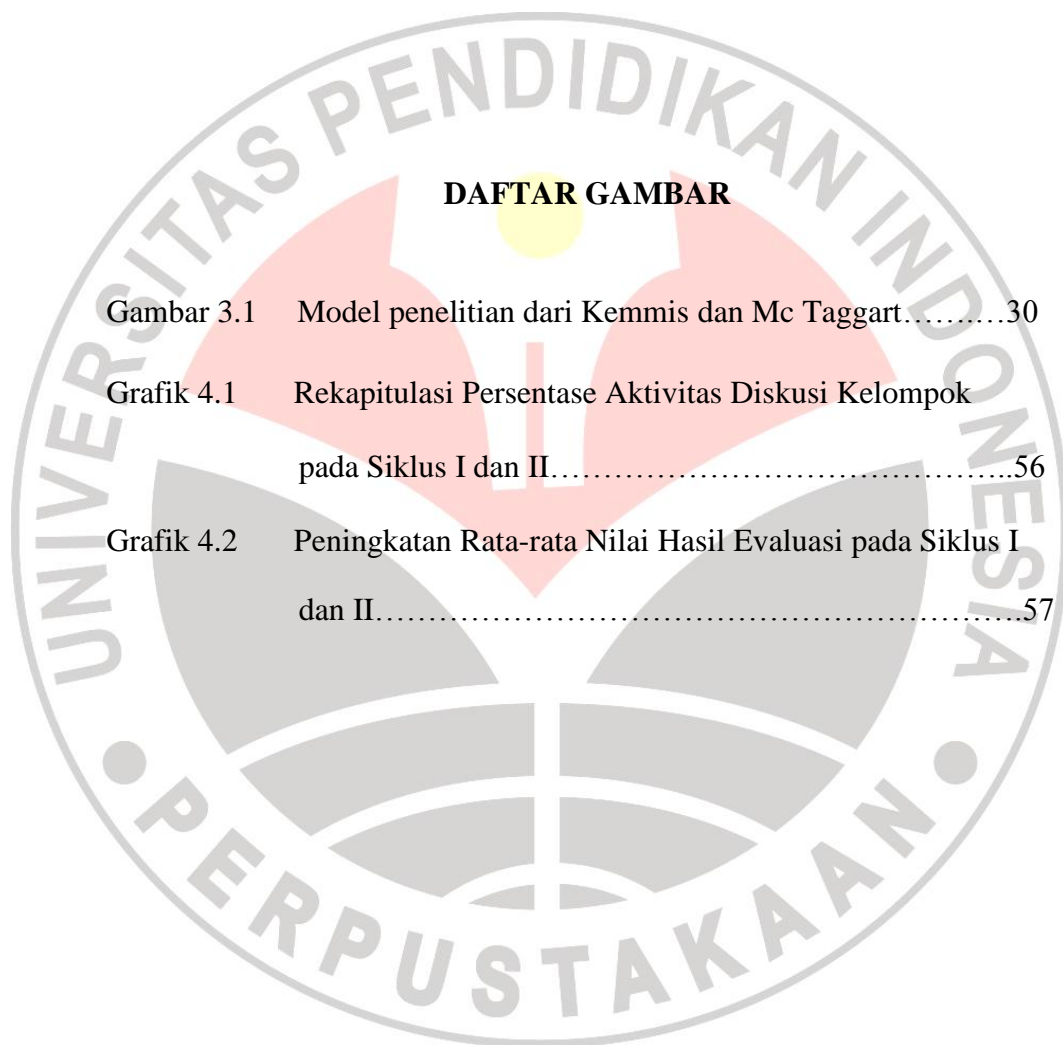 UNIVERSITAS PENDIDIKAN INDONESIA
DAFTAR GAMBAR
Gambar 3.1 Model penelitian dari Kemmis dan Mc Taggart……….30
Grafik 4.1 Rekapitulasi Persentase Aktivitas Diskusi Kelompok
pada Siklus I dan II……………………………………..56
Grafik 4.2 Peningkatan Rata-rata Nilai Hasil Evaluasi pada Siklus I
dan II…………………………………………………….57
PERPUSTAKAAN